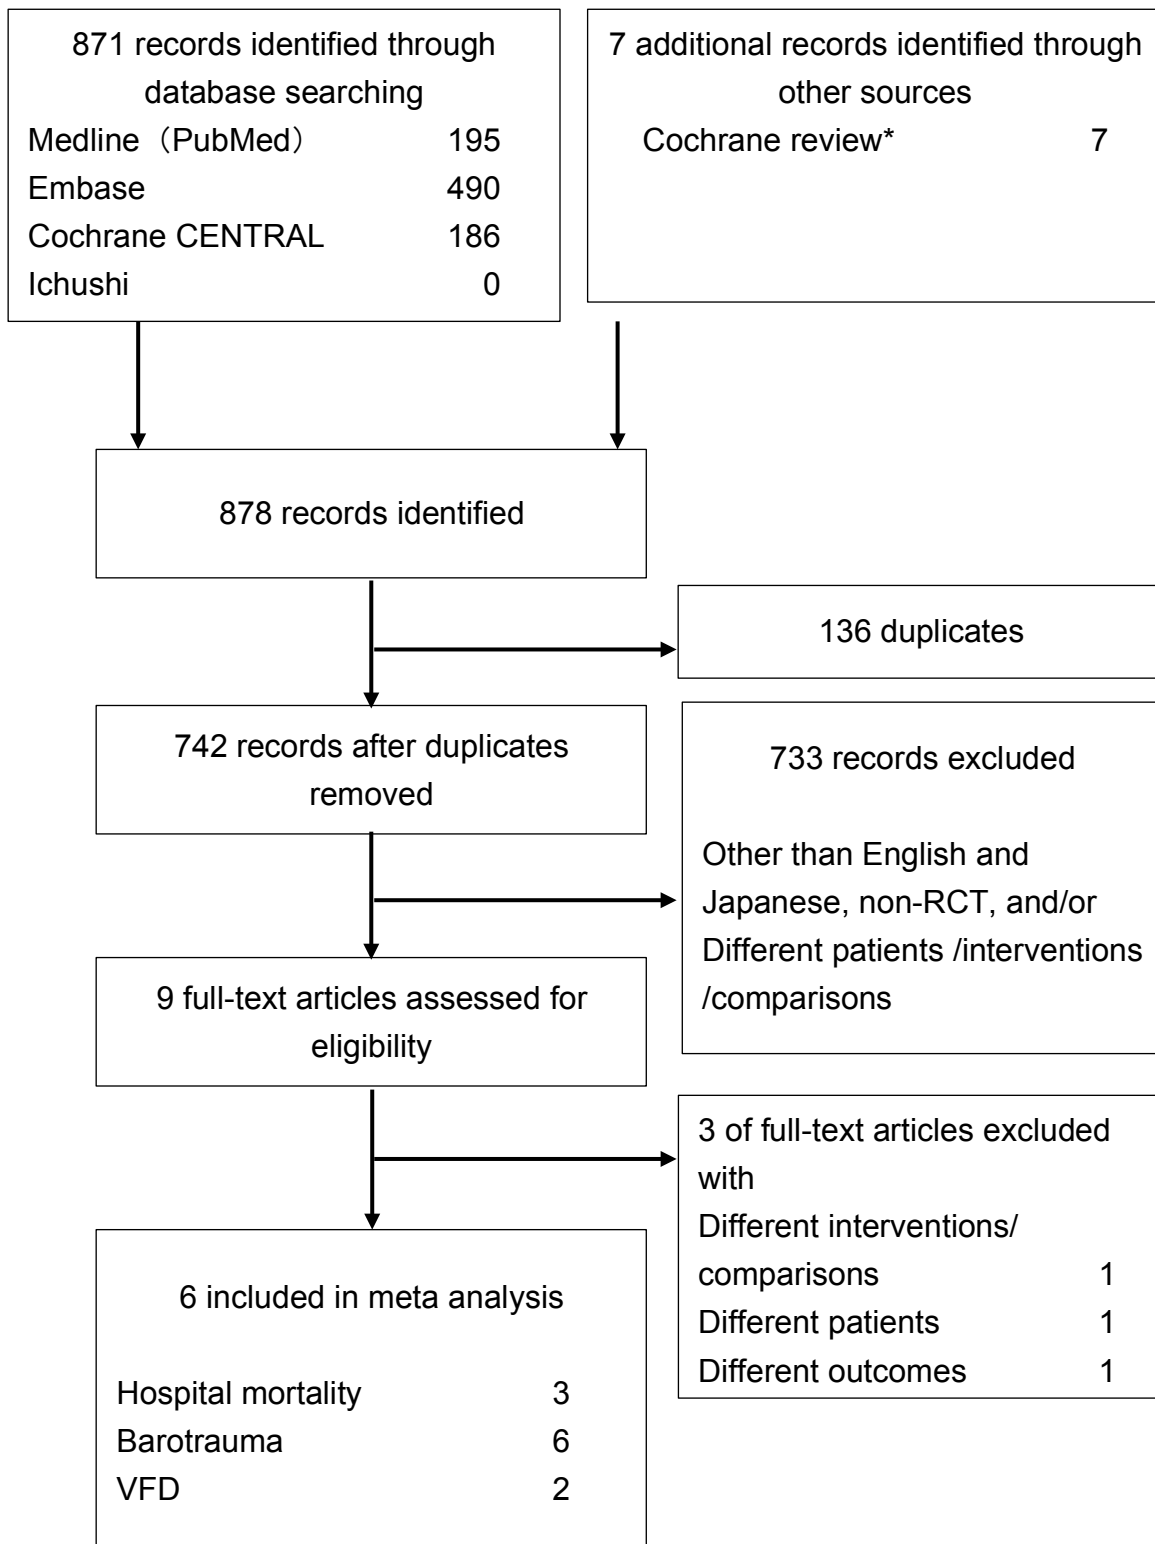 871 records identified through
database searching
Medline（PubMed） 195
Embase 490
Cochrane CENTRAL 186
Ichushi 0
7 additional records identified through
other sources
Cochrane review* 7
878 records identified
136 duplicates
742 records after duplicates
removed
733 records excluded
Other than English and
Japanese, non-RCT, and/or
Different patients /interventions
/comparisons
9 full-text articles assessed for
eligibility
3 of full-text articles excluded
with
Different interventions/
comparisons 1
Different patients 1
Different outcomes 1
6 included in meta analysis
Hospital mortality 3
Barotrauma 6
VFD 2